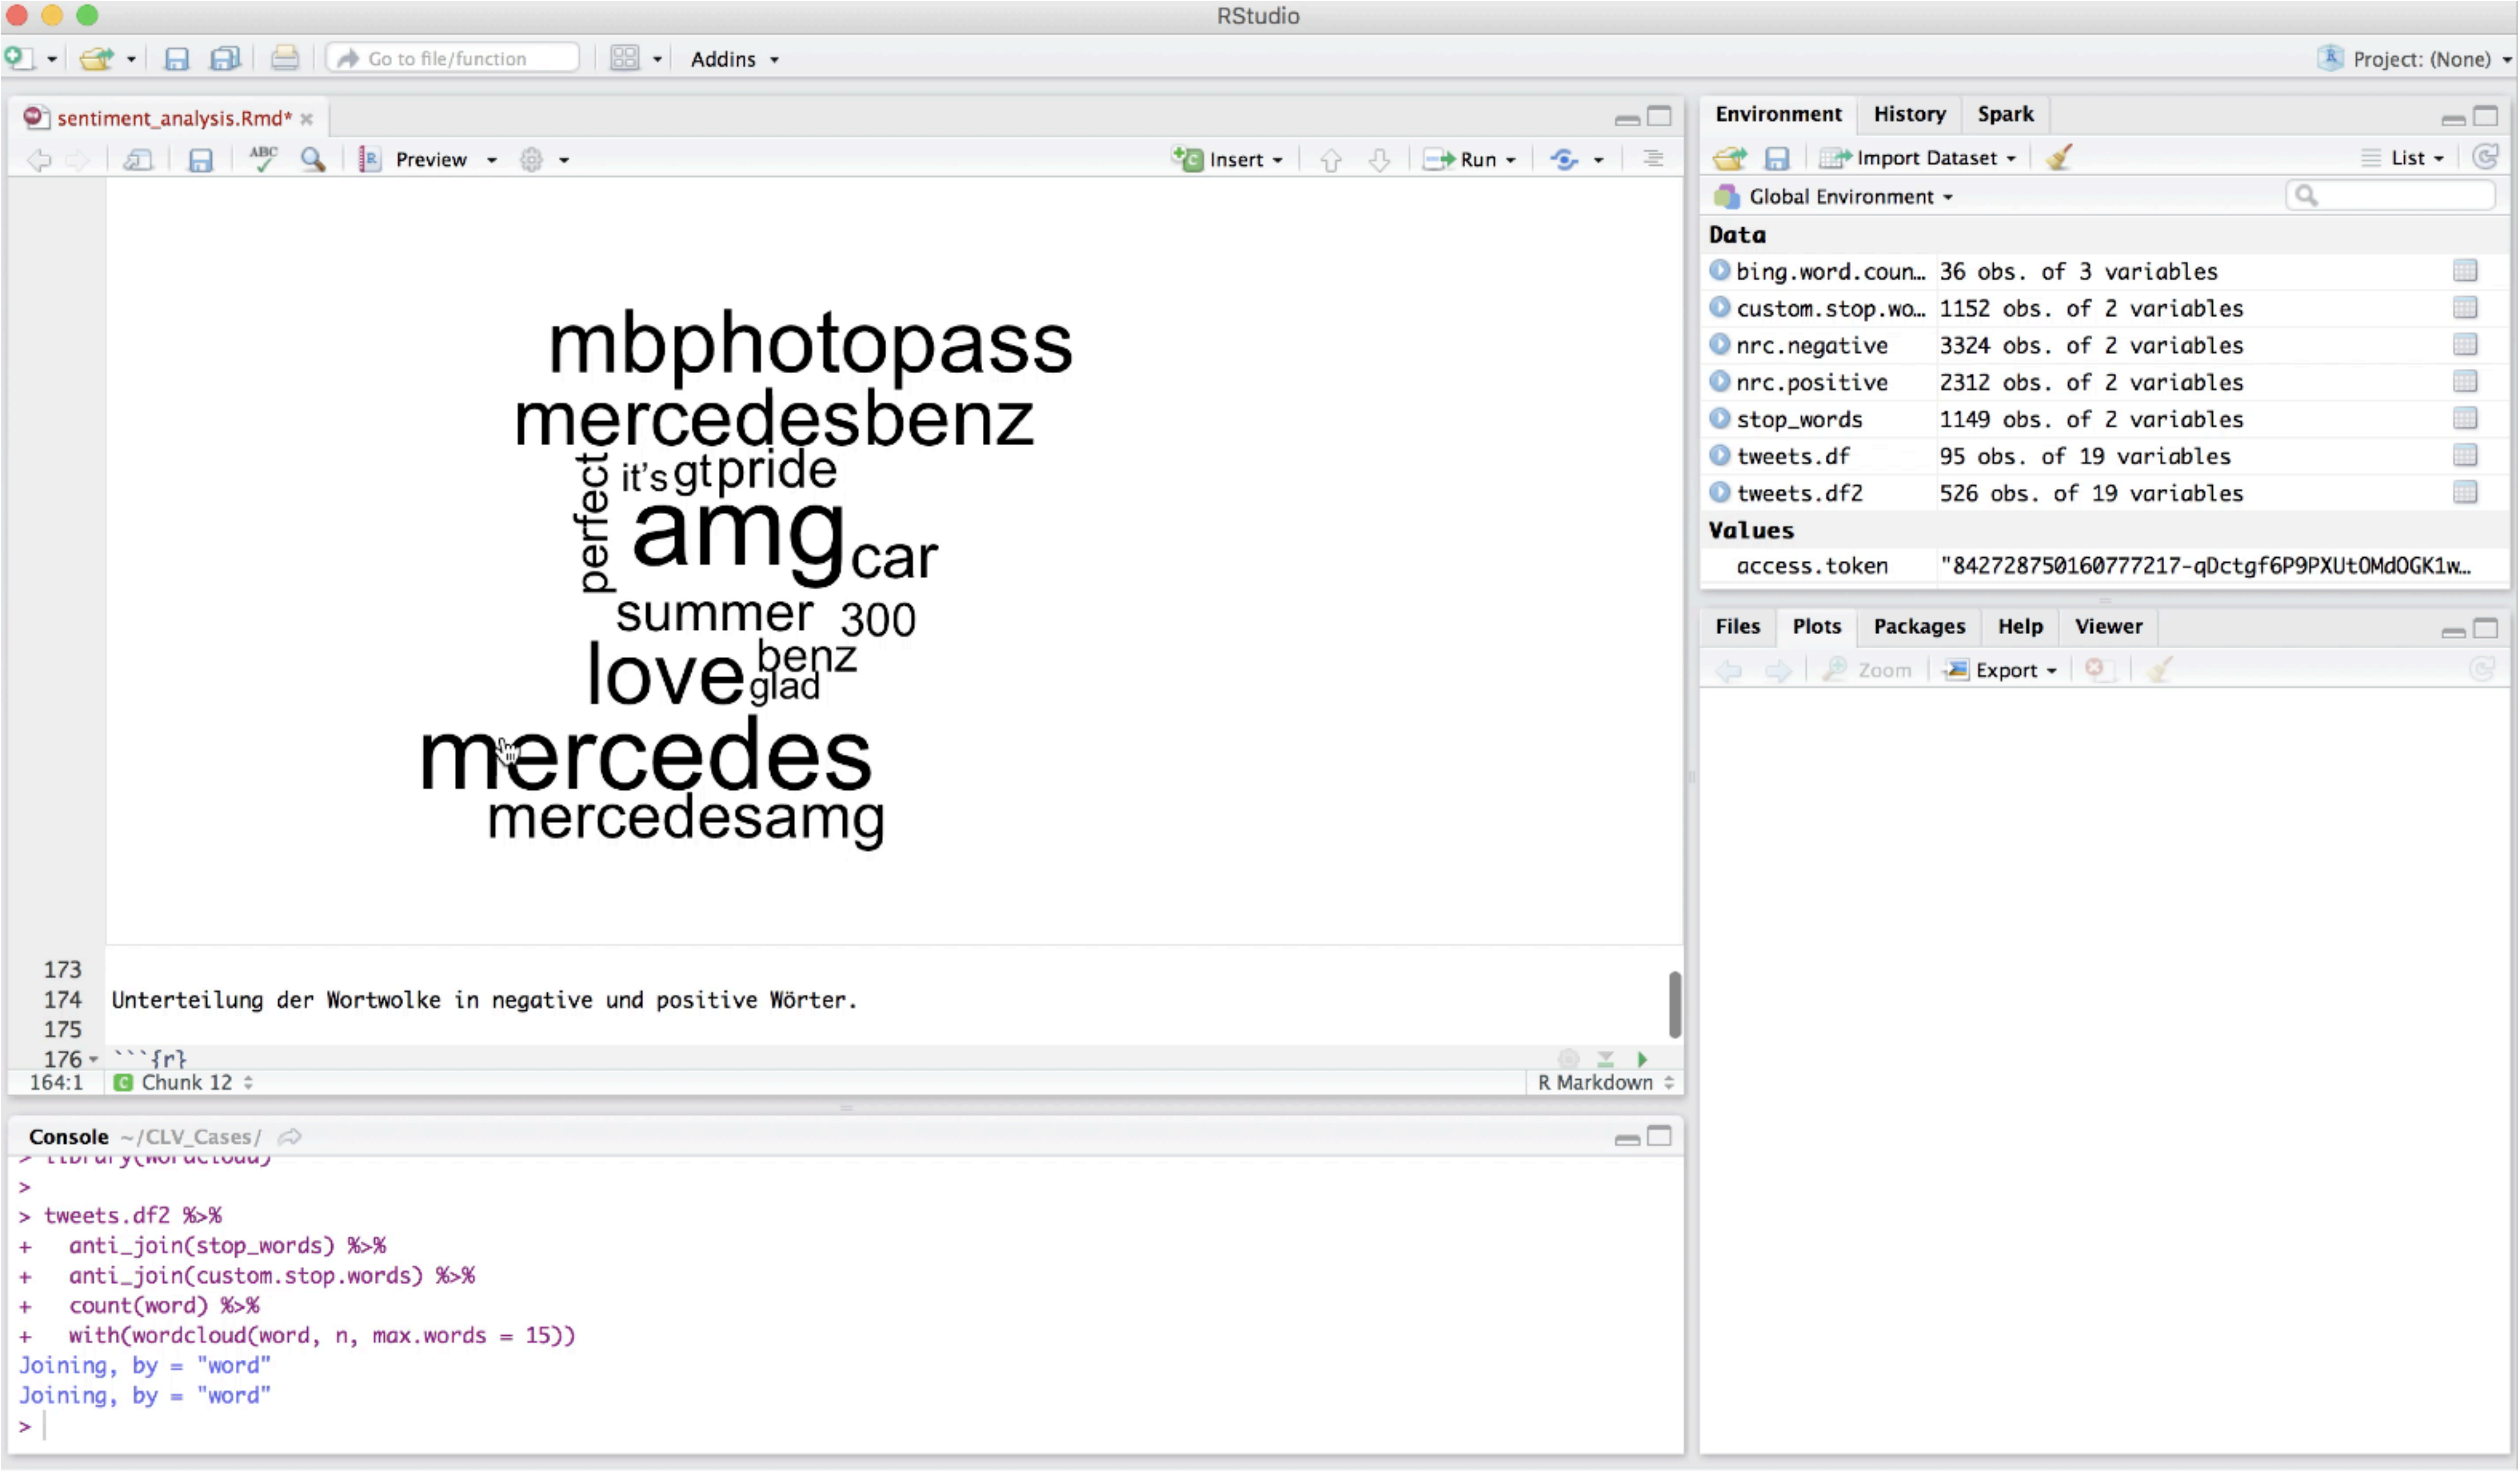 RStudio
Go to file/function
Addins
Project: (None)
sentiment_analysis.Rmd*
ABC
Preview
Insert
Run
mbphotopass
mercedesbenz
perfect
it's gt pride
amg car
summer 300
love benz
glad
mercedes
mercedesamg
173
174 Unterteilung der Wortwolke in negative und positive Wörter.
175
176 ```{r}
164:1 Chunk 12 R Markdown
Console ~/CLV_Cases/
> library(wordcloud)
>
> tweets.df2 %>%
+ anti_join(stop_words) %>%
+ anti_join(custom.stop.words) %>%
+ count(word) %>%
+ with(wordcloud(word, n, max.words = 15))
Joining, by = "word"
Joining, by = "word"
>
Environment History Spark
Import Dataset List
Global Environment
Data
bing.word.coun… 36 obs. of 3 variables
custom.stop.wo… 1152 obs. of 2 variables
nrc.negative 3324 obs. of 2 variables
nrc.positive 2312 obs. of 2 variables
stop_words 1149 obs. of 2 variables
tweets.df 95 obs. of 19 variables
tweets.df2 526 obs. of 19 variables
Values
access.token "842728750160777217-qDctgf6P9PXUtOMdOGK1w…
Files Plots Packages Help Viewer
Zoom Export